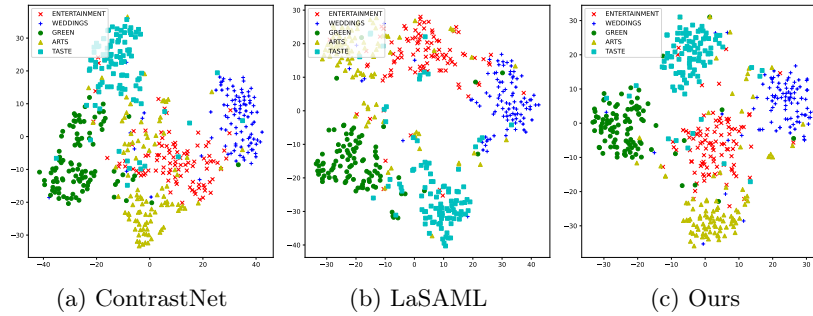 ENTERTAINMENT
WEDDINGS
GREEN
ARTS
TASTE
30
20
10
0
−10
−20
−30
−40 −20 0 20 40
(a) ContrastNet
ENTERTAINMENT
WEDDINGS
GREEN
ARTS
TASTE
30
20
10
0
−10
−20
−30
−40
−30 −20 −10 0 10 20 30 40
(b) LaSAML
ENTERTAINMENT
WEDDINGS
GREEN
ARTS
TASTE
30
20
10
0
−10
−20
−30
−30 −20 −10 0 10 20 30
(c) Ours